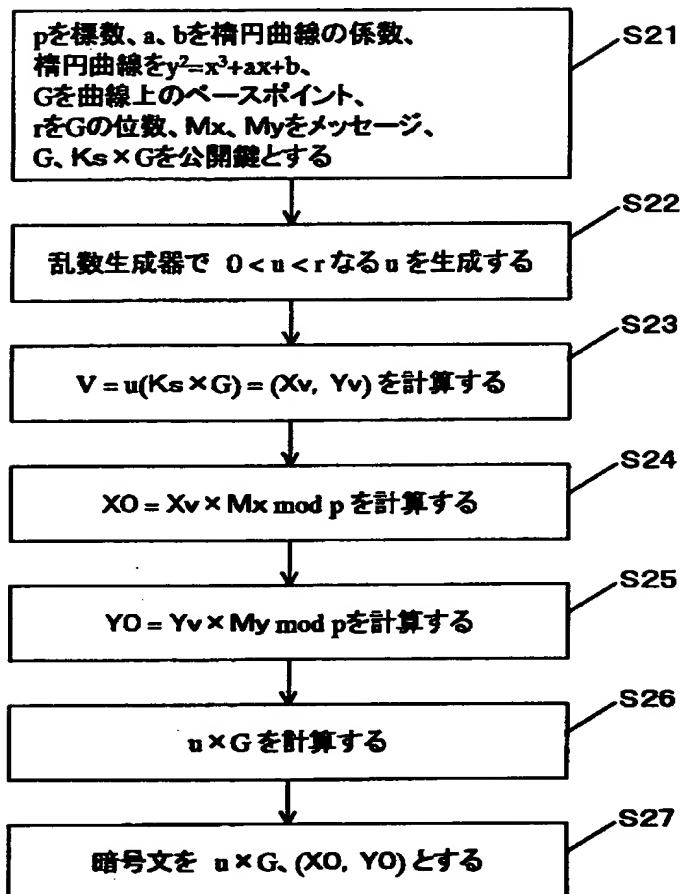 pを標数、a、bを楕円曲線の係数、
楕円曲線をy²=x³+ax+b、
Gを曲線上のベースポイント、
rをGの位数、Mx、Myをメッセージ、
G、Ks×Gを公開鍵とする
S21
乱数生成器で 0<u<rなるuを生成する
S22
V = u(Ks×G) = (Xv, Yv) を計算する
S23
X0 = Xv×Mx mod p を計算する
S24
Y0 = Yv×My mod pを計算する
S25
u×G を計算する
S26
暗号文を u×G、(X0, Y0) とする
S27